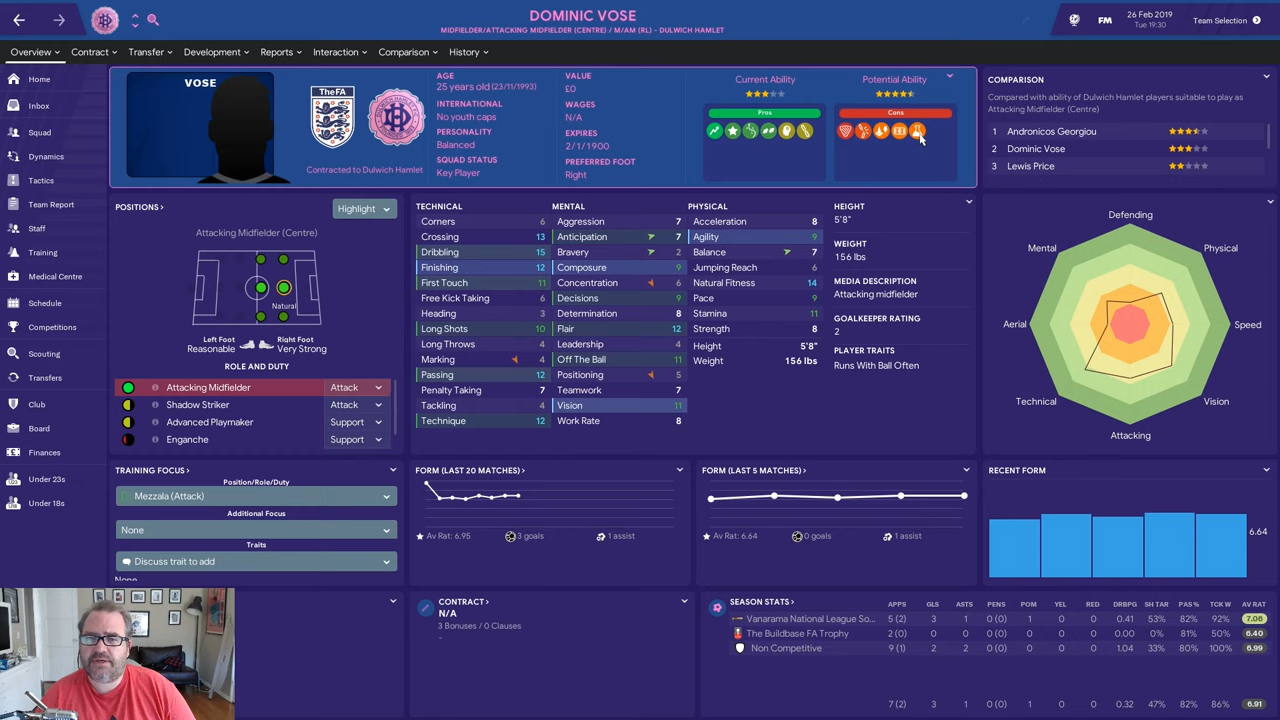 DOMINIC VOSE
MIDFIELDER/ATTACKING MIDFIELDER (CENTRE) / M/AM (RL) - DULWICH HAMLET
FM
26 Feb 2019
Tue 19:30
Team Selection
Overview Contract Transfer Development Reports Interaction Comparison History
Home
Inbox
Squad
Dynamics
Tactics
Team Report
Staff
Training
Medical Centre
Schedule
Competitions
Scouting
Transfers
Club
Board
Finances
Under 23s
Under 18s
VOSE
TheFA
Contracted to Dulwich Hamlet
AGE
25 years old (23/11/1993)
INTERNATIONAL
No youth caps
PERSONALITY
Balanced
SQUAD STATUS
Key Player
VALUE
£0
WAGES
N/A
EXPIRES
2/1/1900
PREFERRED FOOT
Right
Current Ability
Pros
Potential Ability
Cons
COMPARISON
Compared with ability of Dulwich Hamlet players suitable to play as
Attacking Midfielder (Centre)
1 Andronicos Georgiou
2 Dominic Vose
3 Lewis Price
POSITIONS
Highlight
Attacking Midfielder (Centre)
Natural
Left Foot
Reasonable
Right Foot
Very Strong
ROLE AND DUTY
Attacking Midfielder Attack
Shadow Striker Attack
Advanced Playmaker Support
Enganche Support
TECHNICAL
Corners 6
Crossing 13
Dribbling 15
Finishing 12
First Touch 11
Free Kick Taking 6
Heading 3
Long Shots 10
Long Throws 4
Marking 4
Passing 12
Penalty Taking 7
Tackling 4
Technique 12
MENTAL
Aggression 7
Anticipation 7
Bravery 2
Composure 9
Concentration 6
Decisions 9
Determination 8
Flair 12
Leadership 4
Off The Ball 11
Positioning 5
Teamwork 7
Vision 11
Work Rate 8
PHYSICAL
Acceleration 8
Agility 9
Balance 7
Jumping Reach 6
Natural Fitness 14
Pace 9
Stamina 11
Strength 8
Height 5'8"
Weight 156 lbs
HEIGHT
5'8"
WEIGHT
156 lbs
MEDIA DESCRIPTION
Attacking midfielder
GOALKEEPER RATING
2
PLAYER TRAITS
Runs With Ball Often
Defending
Physical
Speed
Vision
Attacking
Technical
Aerial
Mental
TRAINING FOCUS
Position/Role/Duty
Mezzala (Attack)
Additional Focus
None
Traits
Discuss trait to add
None
FORM (LAST 20 MATCHES)
Av Rat: 6.95 3 goals 1 assist
FORM (LAST 5 MATCHES)
Av Rat: 6.64 0 goals 1 assist
RECENT FORM
6.64
CONTRACT
N/A
3 Bonuses / 0 Clauses
-
SEASON STATS APPS GLS ASTS PENS POM YEL RED DRBPG SH TAR PAS % TCK W AV RAT
Vanarama National League So... 5 (2) 3 1 0 (0) 1 0 0 0.41 53% 82% 92% 7.06
The Buildbase FA Trophy 2 (0) 0 0 0 (0) 0 0 0 0.00 0% 81% 50% 6.40
Non Competitive 9 (1) 2 2 0 (0) 0 0 0 1.04 33% 80% 100% 6.99
7 (2) 3 1 0 (0) 1 0 0 0.32 47% 82% 86% 6.91